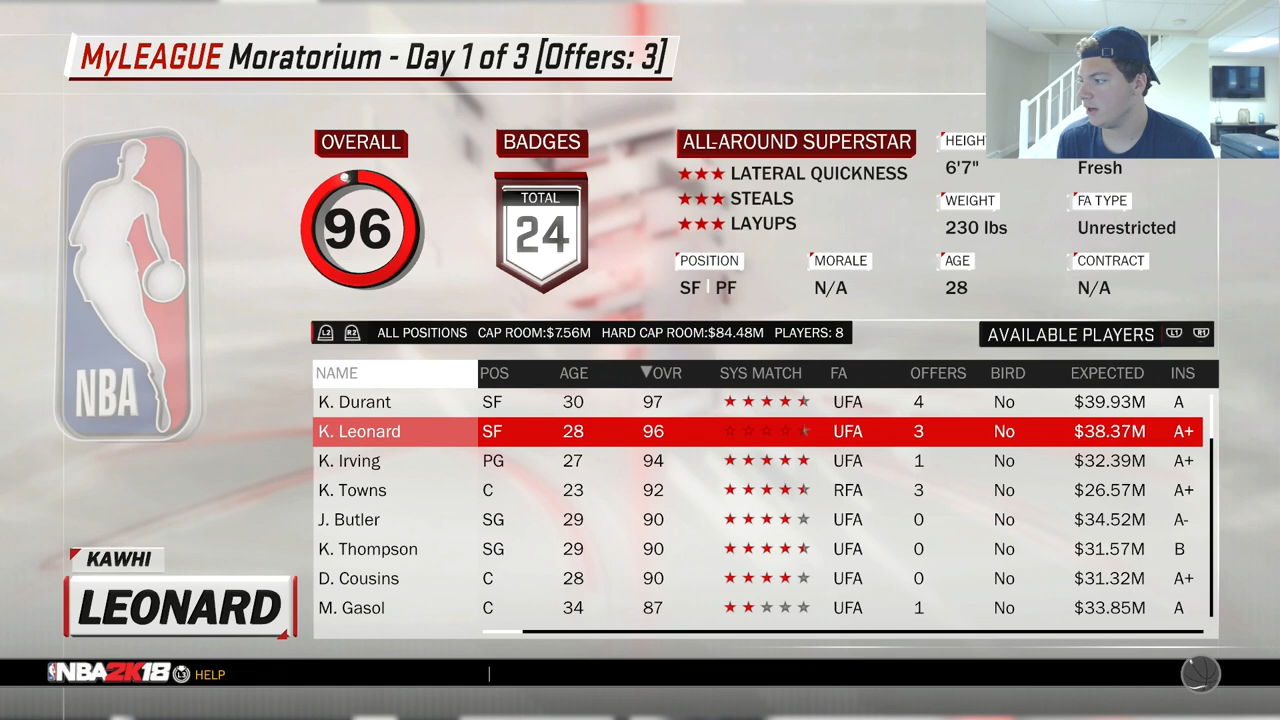 MyLEAGUE Moratorium - Day 1 of 3 [Offers: 3]
OVERALL
96
BADGES
TOTAL
24
ALL-AROUND SUPERSTAR
★★★ LATERAL QUICKNESS
★★★ STEALS
★★★ LAYUPS
POSITION
SF | PF
MORALE
N/A
HEIGH
6'7"
Fresh
WEIGHT
230 lbs
FA TYPE
Unrestricted
AGE
28
CONTRACT
N/A
NBA
L2 R2 ALL POSITIONS CAP ROOM:$7.56M HARD CAP ROOM:$84.48M PLAYERS: 8
AVAILABLE PLAYERS L1 R1
NAME POS AGE ▼OVR SYS MATCH FA OFFERS BIRD EXPECTED INS
K. Durant SF 30 97 UFA 4 No $39.93M A
K. Leonard SF 28 96 UFA 3 No $38.37M A+
K. Irving PG 27 94 UFA 1 No $32.39M A+
K. Towns C 23 92 RFA 3 No $26.57M A+
J. Butler SG 29 90 UFA 0 No $34.52M A-
K. Thompson SG 29 90 UFA 0 No $31.57M B
D. Cousins C 28 90 UFA 0 No $31.32M A+
M. Gasol C 34 87 UFA 1 No $33.85M A
KAWHI
LEONARD
NBA2K18 L3 HELP